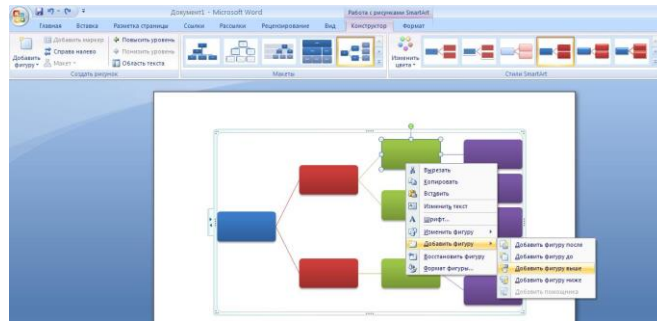 Документ1 - Microsoft Word
Работа с рисунками SmartArt
Главная Вставка Разметка страницы Ссылки Рассылки Рецензирование Вид Конструктор Формат
Добавить фигуру
Добавить маркер
Справа налево
Макет
Повысить уровень
Понизить уровень
Область текста
Изменить цвета
Создать рисунок
Макеты
Стили SmartArt
Вырезать
Копировать
Вставить
Изменить текст
Шрифт...
Изменить фигуру
Добавить фигуру
Восстановить фигуру
Формат фигуры...
Добавить фигуру после
Добавить фигуру до
Добавить фигуру выше
Добавить фигуру ниже
Добавить помощника